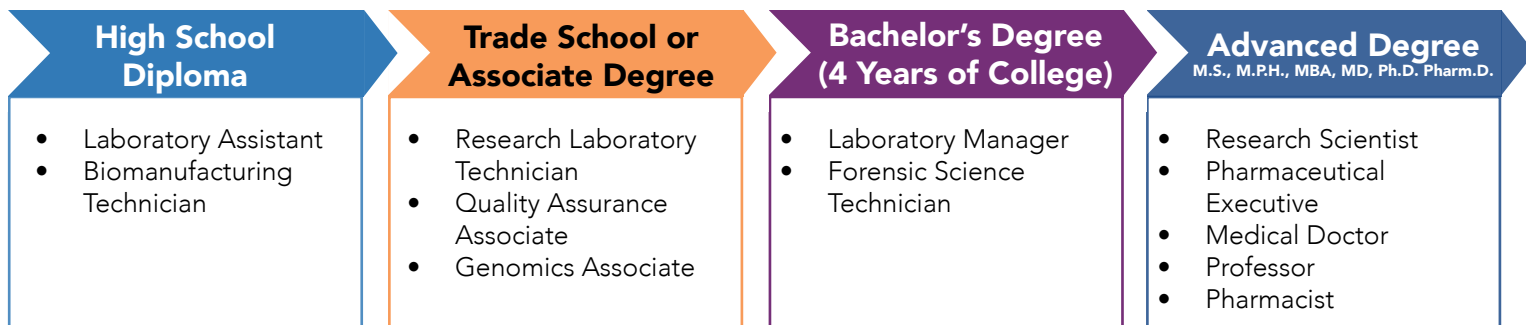 High School
Diploma
• Laboratory Assistant
• Biomanufacturing
Technician
Trade School or
Associate Degree
• Research Laboratory
Technician
• Quality Assurance
Associate
• Genomics Associate
Bachelor’s Degree
(4 Years of College)
• Laboratory Manager
• Forensic Science
Technician
Advanced Degree
M.S., M.P.H., MBA, MD, Ph.D. Pharm.D.
• Research Scientist
• Pharmaceutical
Executive
• Medical Doctor
• Professor
• Pharmacist